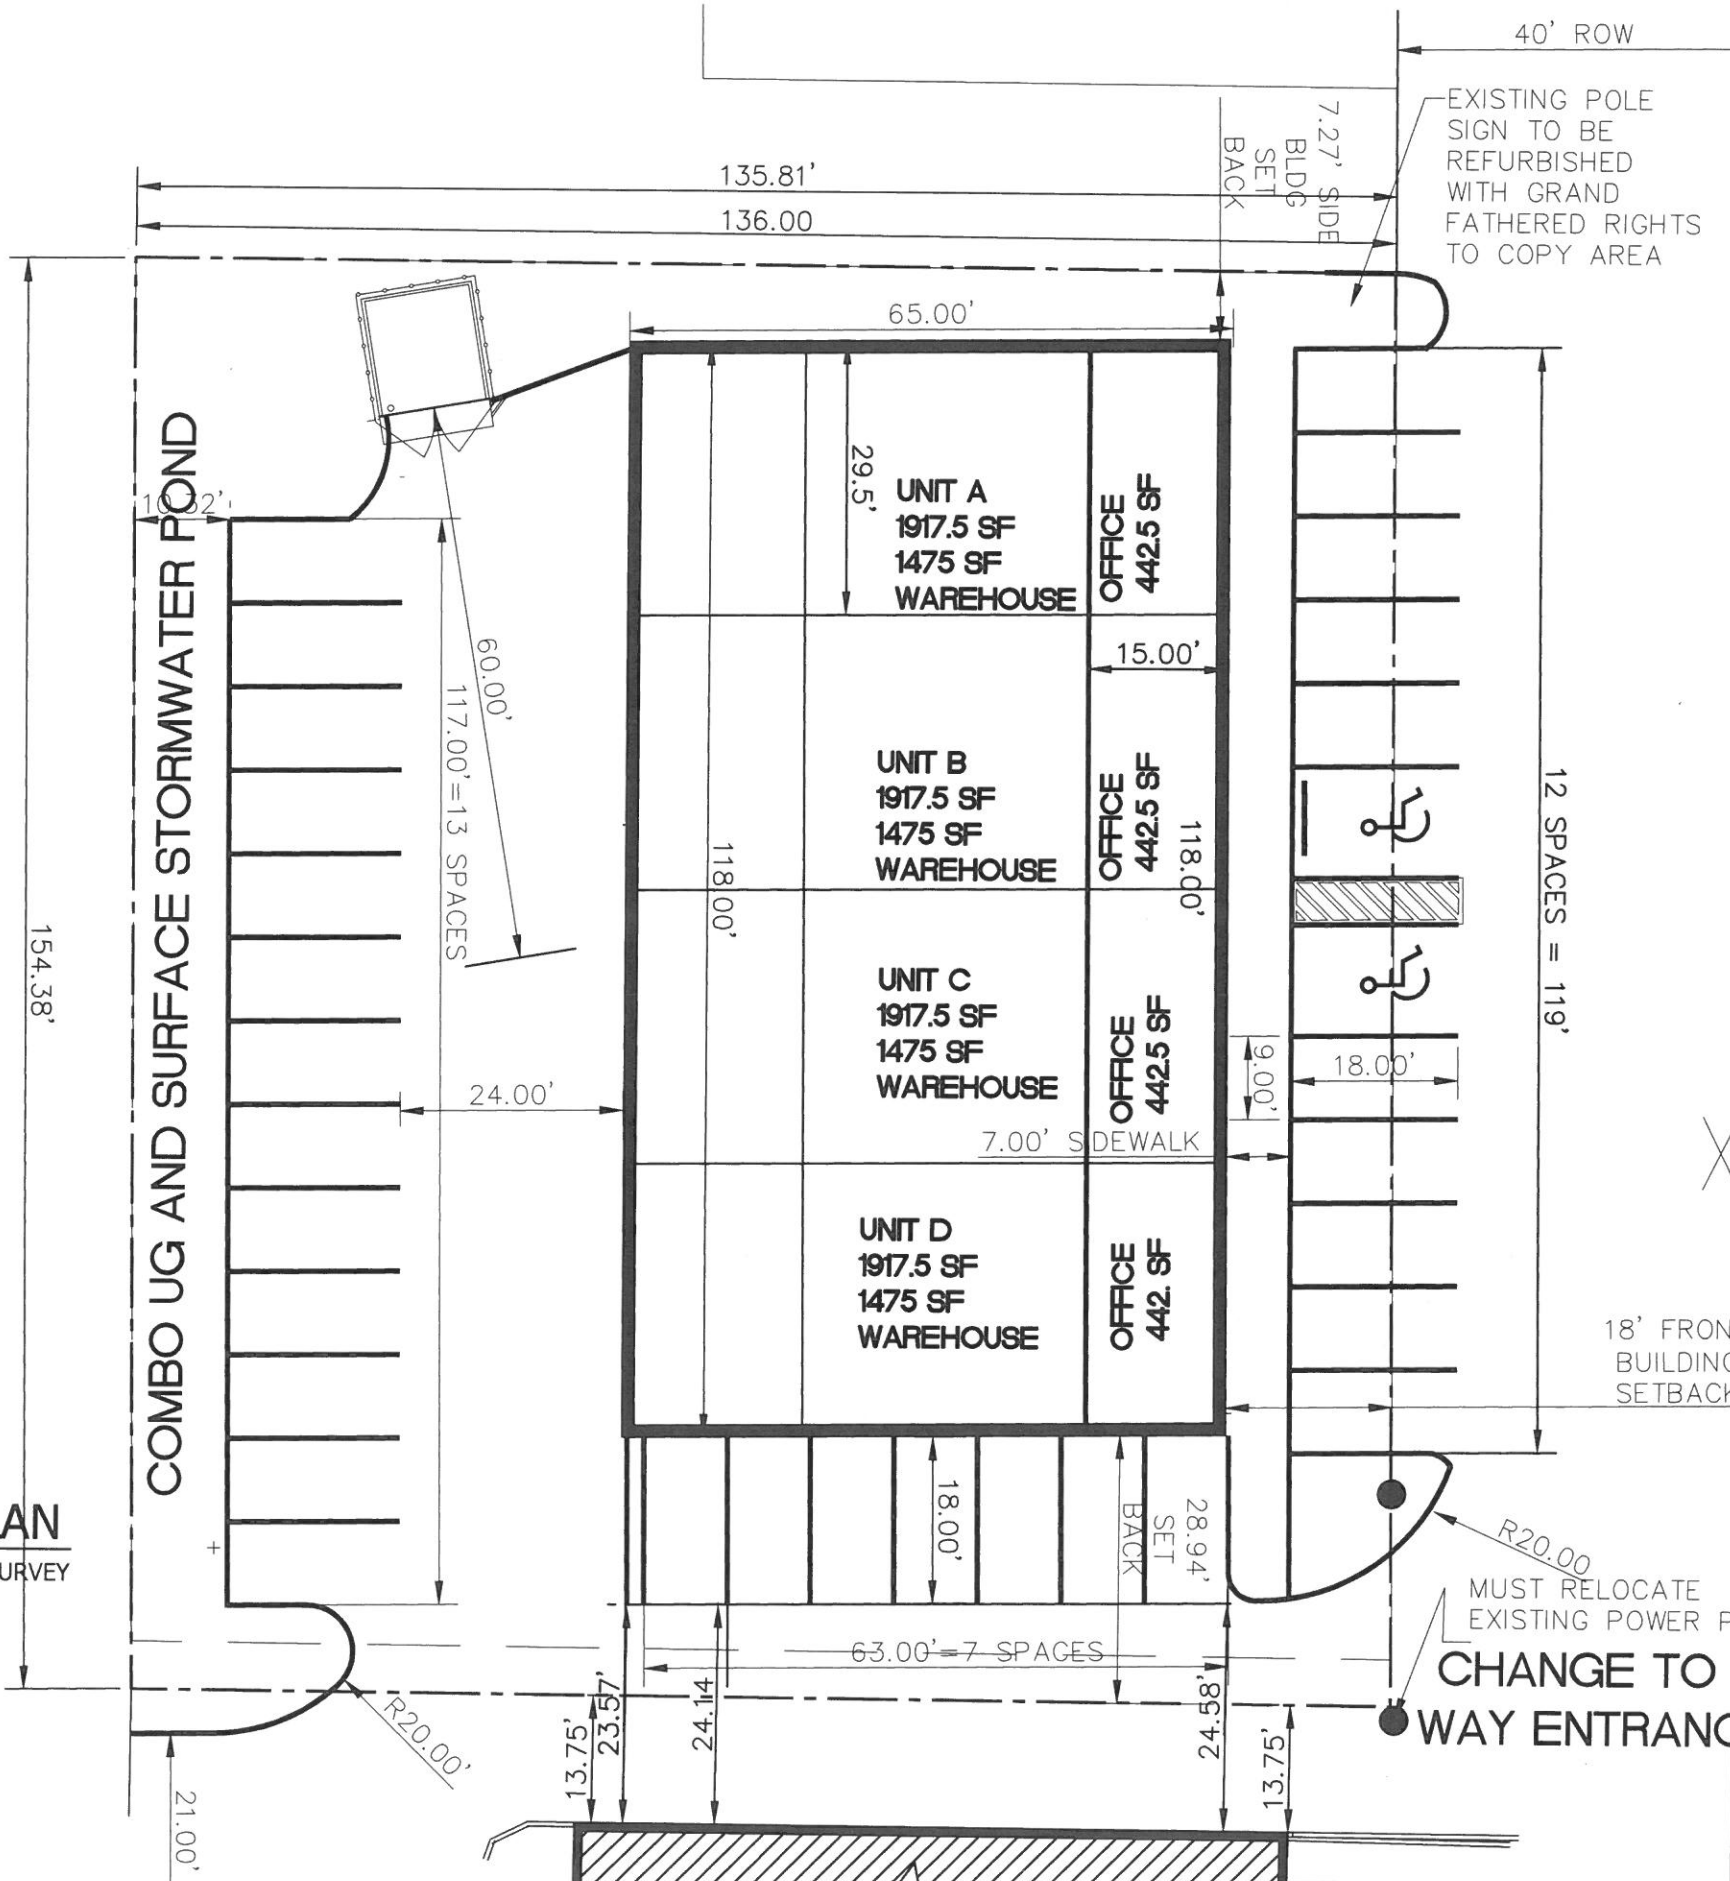 40' ROW
EXISTING POLE
SIGN TO BE
REFURBISHED
WITH GRAND
FATHERED RIGHTS
TO COPY AREA
7.27' SIDE
BLDG
SET
BACK
135.81'
136.00
65.00'
29.5'
UNIT A
1917.5 SF
1475 SF
WAREHOUSE
OFFICE
442.5 SF
10.32'
COMBO UG AND SURFACE STORMWATER POND
60.00'
117.00'=13 SPACES
15.00'
UNIT B
1917.5 SF
1475 SF
WAREHOUSE
OFFICE
442.5 SF
118.00'
118.00'
12 SPACES = 119'
154.38'
UNIT C
1917.5 SF
1475 SF
WAREHOUSE
OFFICE
442.5 SF
9.00'
18.00'
24.00'
7.00' SIDEWALK
UNIT D
1917.5 SF
1475 SF
WAREHOUSE
OFFICE
442. SF
18' FRON
BUILDING
SETBACK
18.00'
28.94'
SET
BACK
AN
URVEY
R20.00
MUST RELOCATE
EXISTING POWER P
63.00'=7 SPACES
CHANGE TO
WAY ENTRANC
R20.00'
13.75'
23.57'
24.14
24.58'
13.75'
21.00'